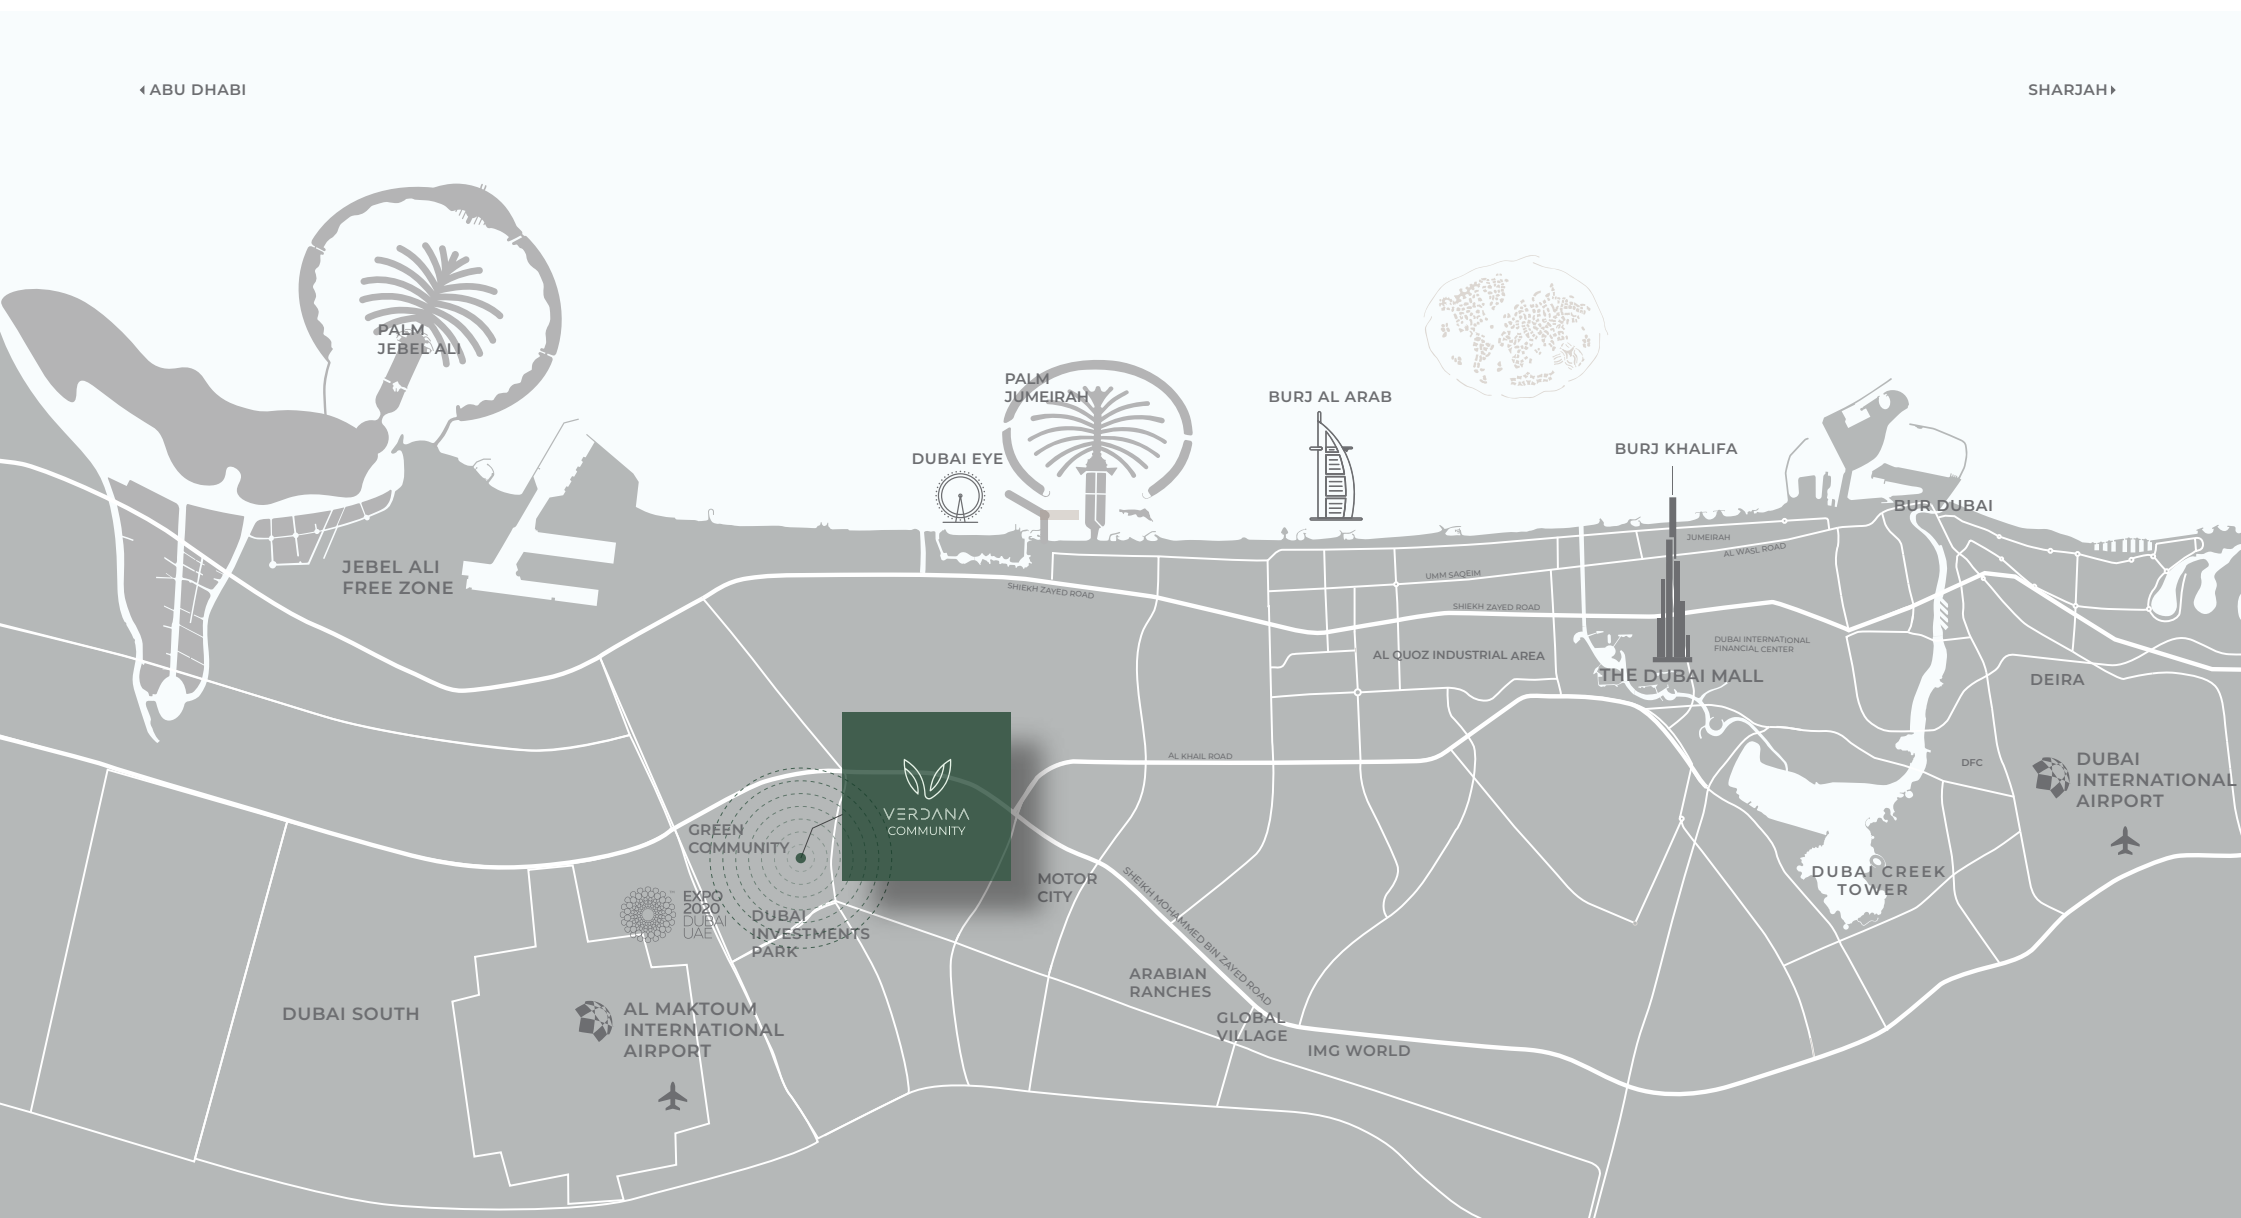 ABU DHABI
SHARJAH
PALM
JEBEL ALI
PALM
JUMEIRAH
BURJ AL ARAB
BURJ KHALIFA
DUBAI EYE
BUR DUBAI
JUMEIRAH
AL WASL ROAD
JEBEL ALI
FREE ZONE
UMM SAQEIM
SHIEKH ZAYED ROAD
SHIEKH ZAYED ROAD
DUBAI INTERNATIONAL
FINANCIAL CENTER
AL QUOZ INDUSTRIAL AREA
THE DUBAI MALL
DEIRA
AL KHAIL ROAD
DFC
DUBAI
INTERNATIONAL
AIRPORT
VERDANA
COMMUNITY
GREEN
COMMUNITY
MOTOR
CITY
DUBAI CREEK
TOWER
EXPO
2020
DUBAI
UAE
DUBAI
INVESTMENTS
PARK
SHEIKH MOHAMMED BIN ZAYED ROAD
ARABIAN
RANCHES
DUBAI SOUTH
AL MAKTOUM
INTERNATIONAL
AIRPORT
GLOBAL
VILLAGE
IMG WORLD